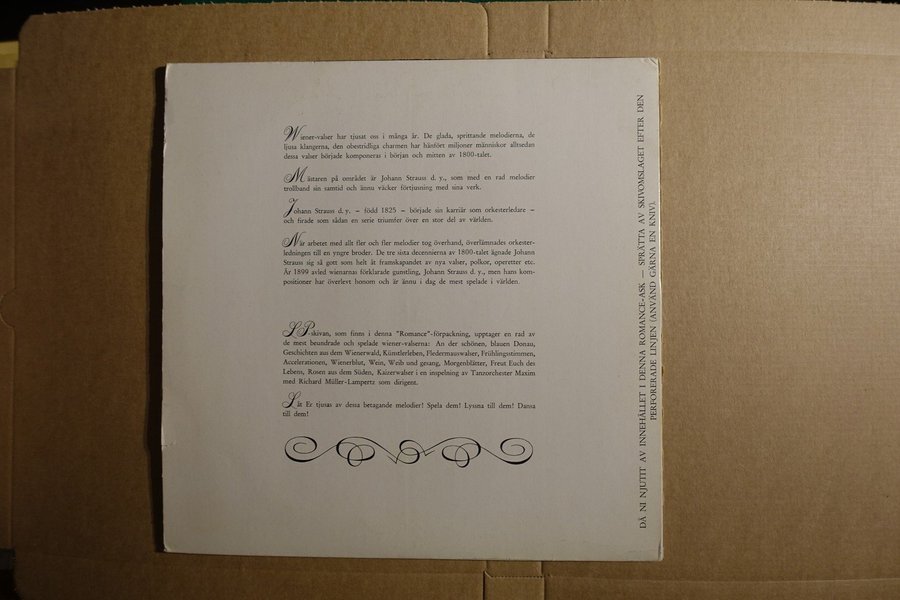 Wiener-valser har tjusat oss i många år. De glada, sprittande melodierna, de
ljusa klangerna, den obestridliga charmen har hänfört miljoner människor alltsedan
dessa valser började komponeras i början och mitten av 1800-talet.
Mästaren på området är Johann Strauss d. y., som med en rad melodier
trollband sin samtid och ännu väcker förtjusning med sina verk.
Johann Strauss d. y. – född 1825 – började sin karriär som orkesterledare –
och firade som sådan en serie triumfer över en stor del av världen.
När arbetet med allt fler och fler melodier tog överhand, överlämnades orkester-
ledningen till en yngre broder. De tre sista decennierna av 1800-talet ägnade Johann
Strauss sig så gott som helt åt framskapandet av nya valser, polkor, operetter etc.
År 1899 avled wienarnas förklarade gunstling, Johann Strauss d. y., men hans kom-
positioner har överlevt honom och är ännu i dag de mest spelade i världen.
LP-skivan, som finns i denna "Romance"-förpackning, upptager en rad av
de mest beundrade och spelade wiener-valserna: An der schönen, blauen Donau,
Geschichten aus dem Wienerwald, Künstlerleben, Fledermauswalser, Frühlingsstimmen,
Accelerationen, Wienerblut, Wein, Weib und gesang, Morgenblätter, Freut Euch des
Lebens, Rosen aus dem Süden, Kaizerwalser i en inspelning av Tanzorchester Maxim
med Richard Müller-Lampertz som dirigent.
Låt Er tjusas av dessa betagande melodier! Spela dem! Lyssna till dem! Dansa
till dem!
DÅ NI NJUTIT AV INNEHÅLLET I DENNA ROMANCE-ASK — SPRÄTTA AV SKIVOMSLAGET EFTER DEN
PERFORERADE LINJEN (ANVÄND GÄRNA EN KNIV).